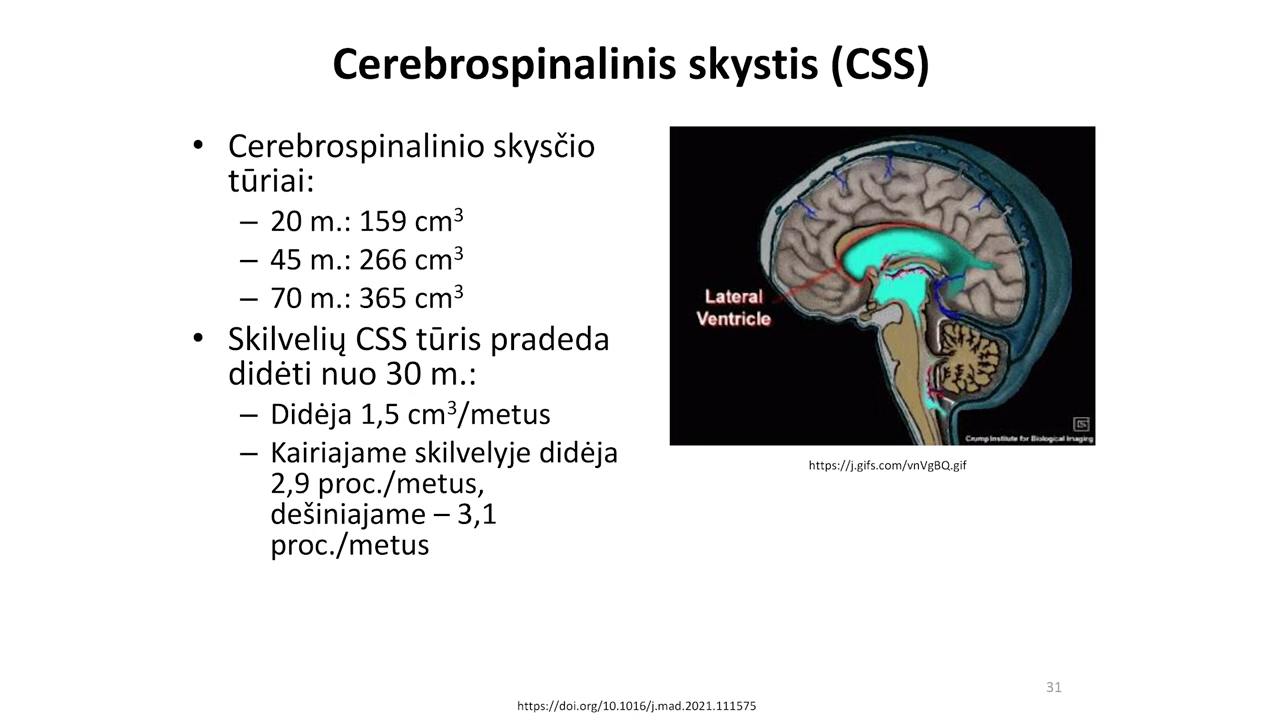 Cerebrospinalinis skystis (CSS)
• Cerebrospinalinio skysčio
tūriai:
– 20 m.: 159 cm³
– 45 m.: 266 cm³
– 70 m.: 365 cm³
• Skilvelių CSS tūris pradeda
didėti nuo 30 m.:
– Didėja 1,5 cm³/metus
– Kairiajame skilvelyje didėja
2,9 proc./metus,
dešiniajame – 3,1
proc./metus
Lateral
Ventricle
Crump Institute for Biological Imaging
https://j.gifs.com/vnVgBQ.gif
31
https://doi.org/10.1016/j.mad.2021.111575